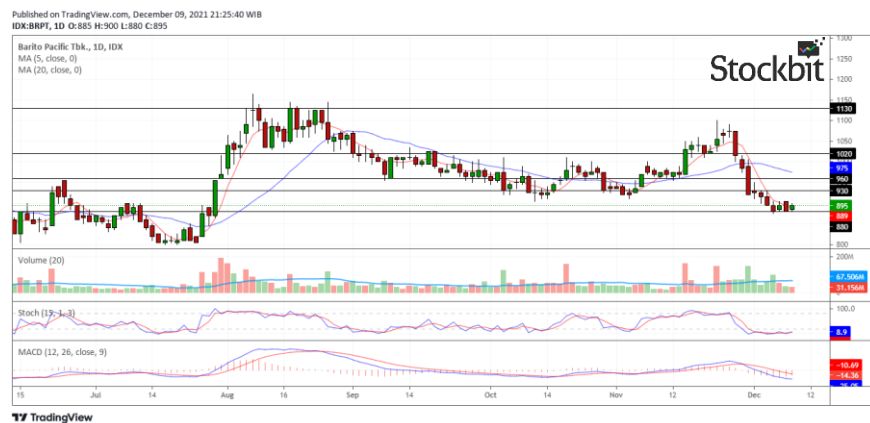 Published on TradingView.com, December 09, 2021 21:25:40 WIB
IDX:BRPT, 1D O:885 H:900 L:880 C:895
Barito Pacific Tbk., 1D, IDX
MA (5, close, 0)
MA (20, close, 0)
Stockbit
1300
1250
1200
1150
1130
1100
1050
1020
975
960
930
895
889
880
800
Volume (20)
200M
67.506M
31.156M
Stoch (15, 1, 3)
100.0
8.9
MACD (12, 26, close, 9)
-10.69
-14.36
-25.05
15 Jul 14 Aug 16 Sep 14 Oct 14 Nov 12 Dec 12
TradingView